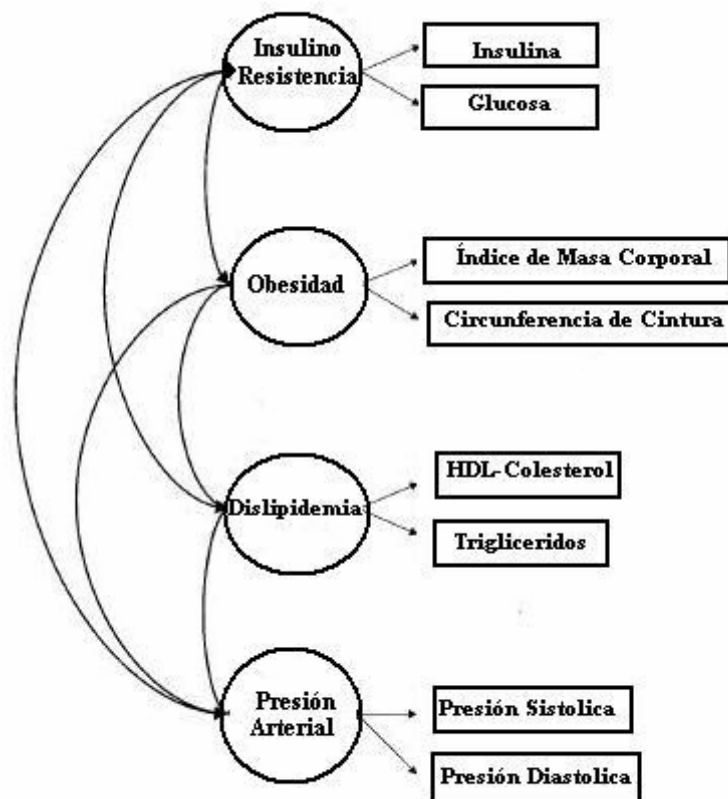 Insulino
Resistencia
Insulina
Glucosa
Obesidad
Índice de Masa Corporal
Circunferencia de Cintura
Dislipidemia
HDL-Colesterol
Trigliceridos
Presión
Arterial
Presión Sistolica
Presión Diastolica